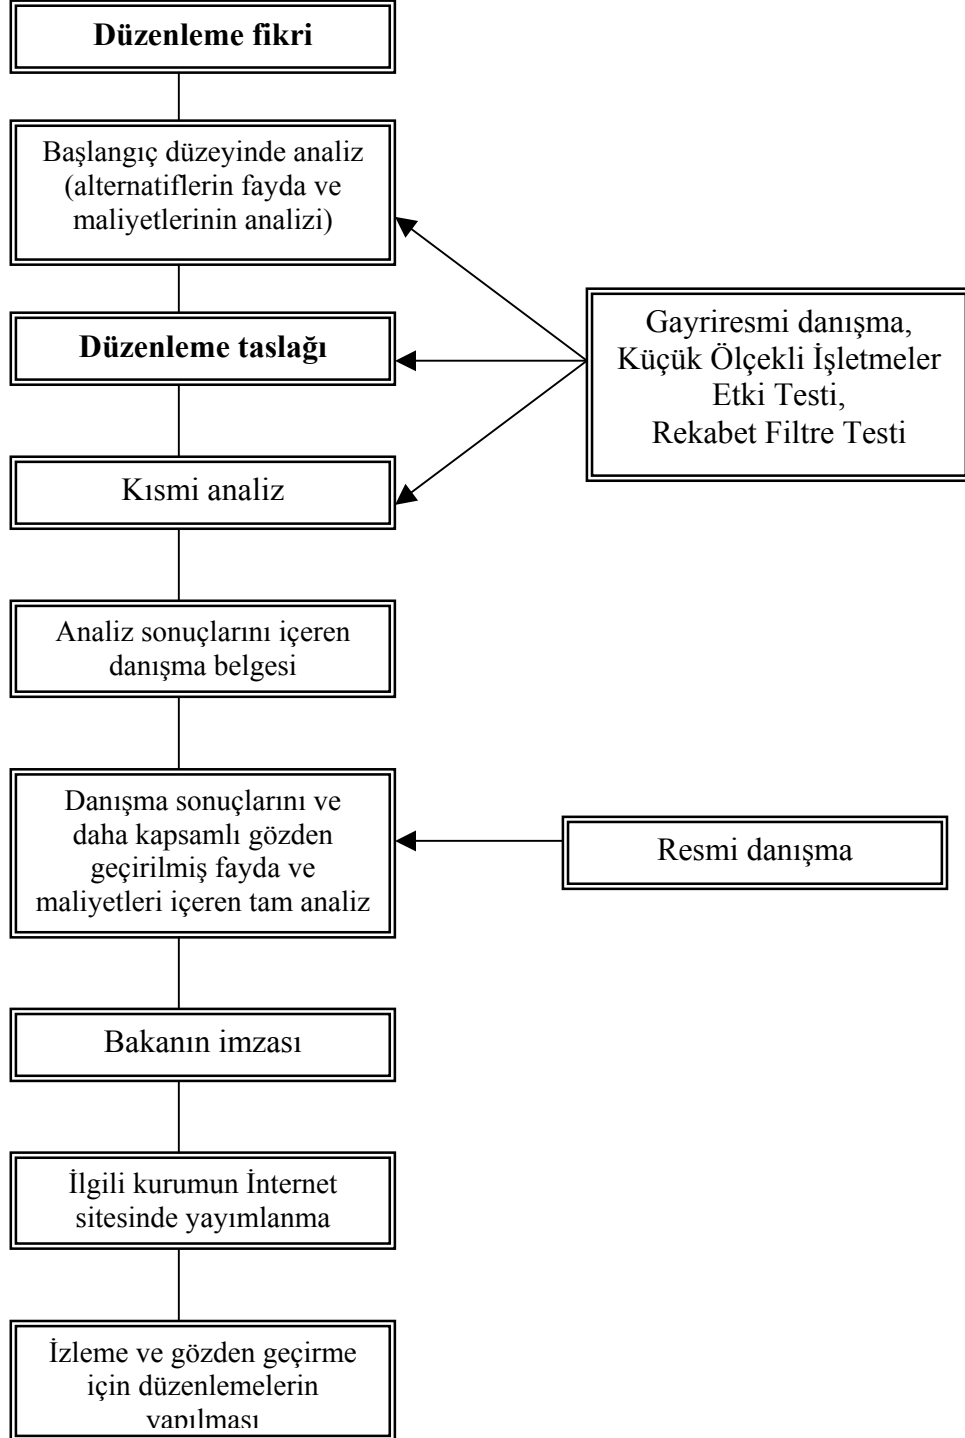 Düzenleme fikri
Başlangıç düzeyinde analiz
(alternatiflerin fayda ve
maliyetlerinin analizi)
Düzenleme taslağı
Gayriresmi danışma,
Küçük Ölçekli İşletmeler
Etki Testi,
Rekabet Filtre Testi
Kısmi analiz
Analiz sonuçlarını içeren
danışma belgesi
Danışma sonuçlarını ve
daha kapsamlı gözden
geçirilmiş fayda ve
maliyetleri içeren tam analiz
Resmi danışma
Bakanın imzası
İlgili kurumun İnternet
sitesinde yayımlanma
İzleme ve gözden geçirme
için düzenlemelerin
yapılması